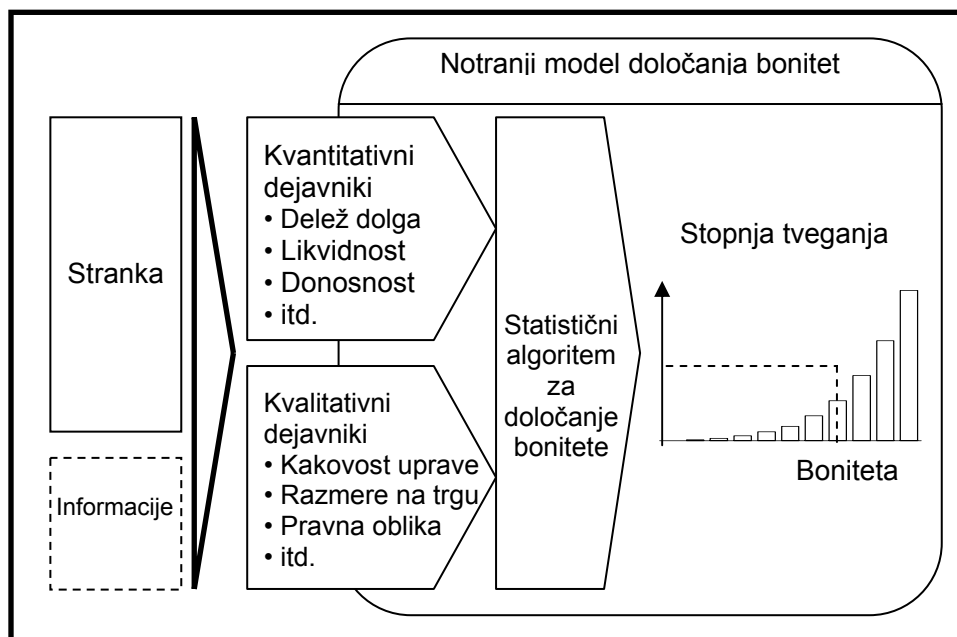 Notranji model določanja bonitet
Stranka
Informacije
Kvantitativni
dejavniki
• Delež dolga
• Likvidnost
• Donosnost
• itd.
Kvalitativni
dejavniki
• Kakovost uprave
• Razmere na trgu
• Pravna oblika
• itd.
Statistični
algoritem
za
določanje
bonitete
Stopnja tveganja
Boniteta